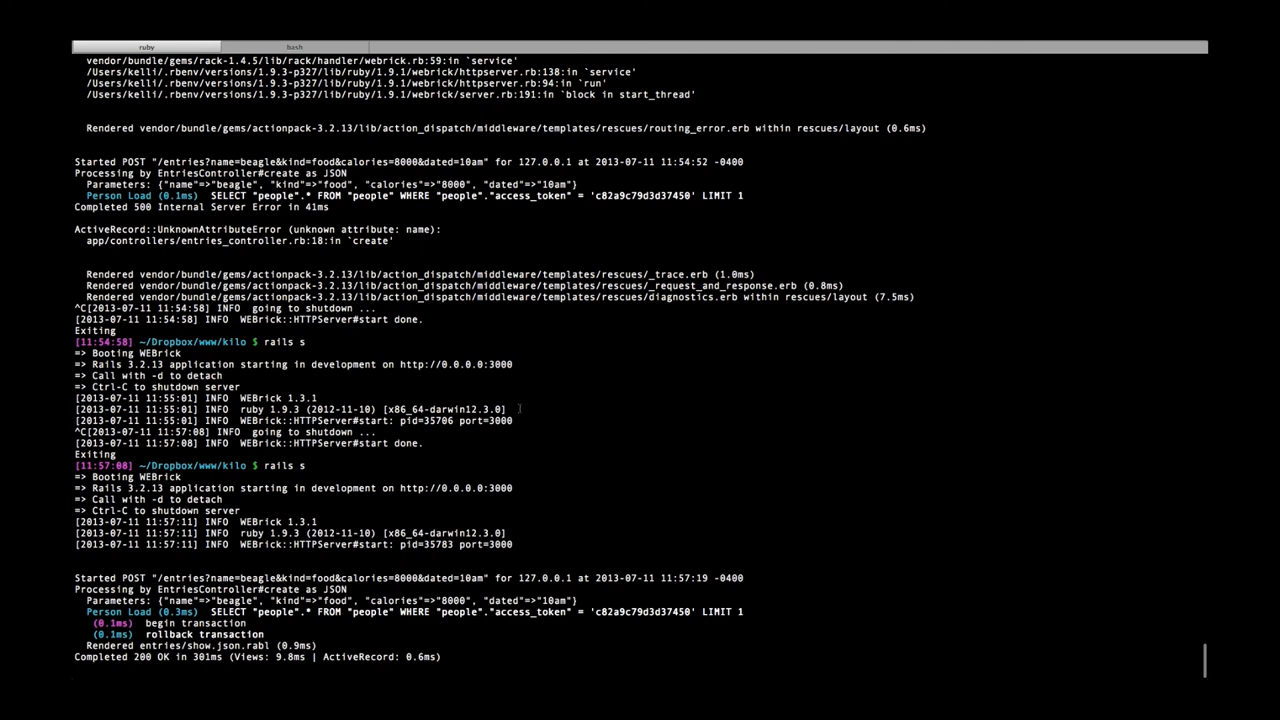 ruby
bash
vendor/bundle/gems/rack-1.4.5/lib/rack/handler/webrick.rb:59:in `service'
/Users/kelli/.rbenv/versions/1.9.3-p327/lib/ruby/1.9.1/webrick/httpserver.rb:138:in `service'
/Users/kelli/.rbenv/versions/1.9.3-p327/lib/ruby/1.9.1/webrick/httpserver.rb:94:in `run'
/Users/kelli/.rbenv/versions/1.9.3-p327/lib/ruby/1.9.1/webrick/server.rb:191:in `block in start_thread'
Rendered vendor/bundle/gems/actionpack-3.2.13/lib/action_dispatch/middleware/templates/rescues/routing_error.erb within rescues/layout (0.6ms)
Started POST "/entries?name=beagle&kind=food&calories=8000&dated=10am" for 127.0.0.1 at 2013-07-11 11:54:52 -0400
Processing by EntriesController#create as JSON
Parameters: {"name"=>"beagle", "kind"=>"food", "calories"=>"8000", "dated"=>"10am"}
Person Load (0.1ms)  SELECT "people".* FROM "people" WHERE "people"."access_token" = 'c82a9c79d3d37450' LIMIT 1
Completed 500 Internal Server Error in 41ms
ActiveRecord::UnknownAttributeError (unknown attribute: name):
app/controllers/entries_controller.rb:18:in `create'
Rendered vendor/bundle/gems/actionpack-3.2.13/lib/action_dispatch/middleware/templates/rescues/_trace.erb (1.0ms)
Rendered vendor/bundle/gems/actionpack-3.2.13/lib/action_dispatch/middleware/templates/rescues/_request_and_response.erb (0.8ms)
Rendered vendor/bundle/gems/actionpack-3.2.13/lib/action_dispatch/middleware/templates/rescues/diagnostics.erb within rescues/layout (7.5ms)
^C[2013-07-11 11:54:58] INFO  going to shutdown ...
[2013-07-11 11:54:58] INFO  WEBrick::HTTPServer#start done.
Exiting
[11:54:58] ~/Dropbox/www/kilo $ rails s
=> Booting WEBrick
=> Rails 3.2.13 application starting in development on http://0.0.0.0:3000
=> Call with -d to detach
=> Ctrl-C to shutdown server
[2013-07-11 11:55:01] INFO  WEBrick 1.3.1
[2013-07-11 11:55:01] INFO  ruby 1.9.3 (2012-11-10) [x86_64-darwin12.3.0]
[2013-07-11 11:55:01] INFO  WEBrick::HTTPServer#start: pid=35706 port=3000
^C[2013-07-11 11:57:08] INFO  going to shutdown ...
[2013-07-11 11:57:08] INFO  WEBrick::HTTPServer#start done.
Exiting
[11:57:08] ~/Dropbox/www/kilo $ rails s
=> Booting WEBrick
=> Rails 3.2.13 application starting in development on http://0.0.0.0:3000
=> Call with -d to detach
=> Ctrl-C to shutdown server
[2013-07-11 11:57:11] INFO  WEBrick 1.3.1
[2013-07-11 11:57:11] INFO  ruby 1.9.3 (2012-11-10) [x86_64-darwin12.3.0]
[2013-07-11 11:57:11] INFO  WEBrick::HTTPServer#start: pid=35783 port=3000
Started POST "/entries?name=beagle&kind=food&calories=8000&dated=10am" for 127.0.0.1 at 2013-07-11 11:57:19 -0400
Processing by EntriesController#create as JSON
Parameters: {"name"=>"beagle", "kind"=>"food", "calories"=>"8000", "dated"=>"10am"}
Person Load (0.3ms)  SELECT "people".* FROM "people" WHERE "people"."access_token" = 'c82a9c79d3d37450' LIMIT 1
(0.1ms)  begin transaction
(0.1ms)  rollback transaction
Rendered entries/show.json.rabl (0.9ms)
Completed 200 OK in 301ms (Views: 9.8ms | ActiveRecord: 0.6ms)